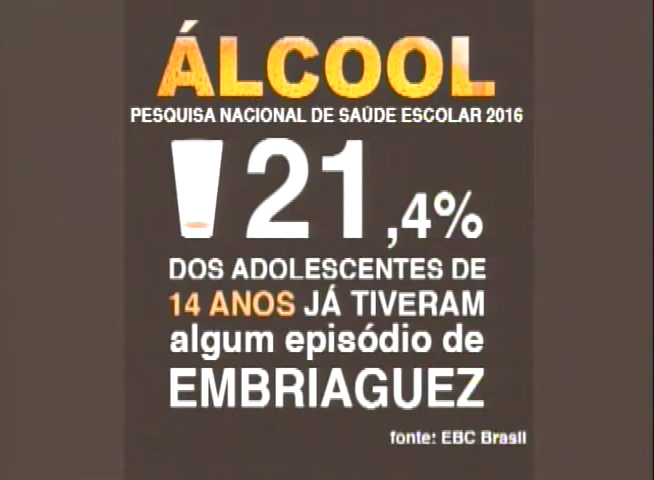 ÁLCOOL
PESQUISA NACIONAL DE SAÚDE ESCOLAR 2016
21,4%
DOS ADOLESCENTES DE
14 ANOS JÁ TIVERAM
algum episódio de
EMBRIAGUEZ
fonte: EBC Brasil